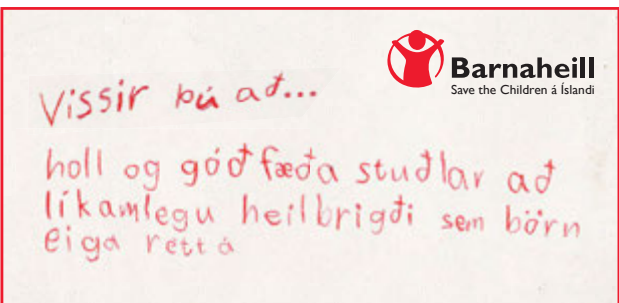 Barnaheill
Save the Children á Íslandi
Vissir þú að...
holl og góð fæða stuðlar að
líkamlegu heilbrigði sem börn
eiga rétt á